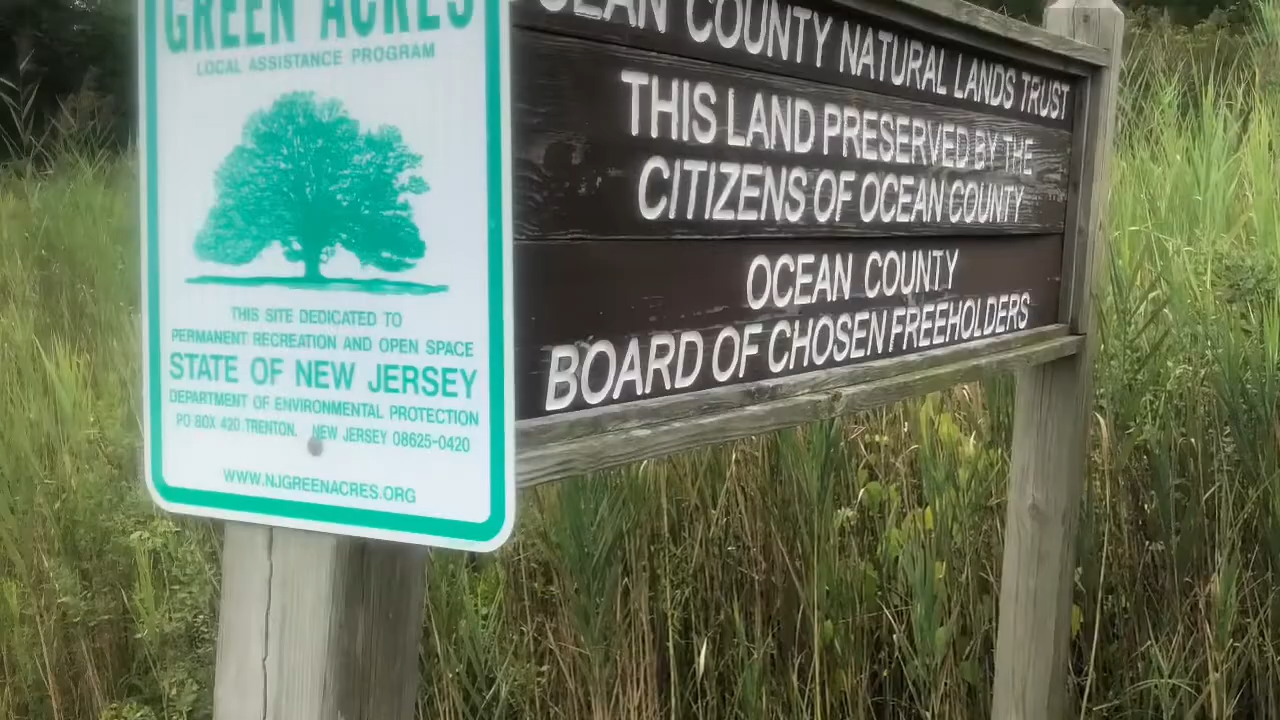 GREEN ACRES
LOCAL ASSISTANCE PROGRAM
THIS SITE DEDICATED TO
PERMANENT RECREATION AND OPEN SPACE
STATE OF NEW JERSEY
DEPARTMENT OF ENVIRONMENTAL PROTECTION
PO BOX 420 TRENTON, NEW JERSEY 08625-0420
WWW.NJGREENACRES.ORG
CEAN COUNTY NATURAL LANDS TRUST
THIS LAND PRESERVED BY THE
CITIZENS OF OCEAN COUNTY
OCEAN COUNTY
BOARD OF CHOSEN FREEHOLDERS